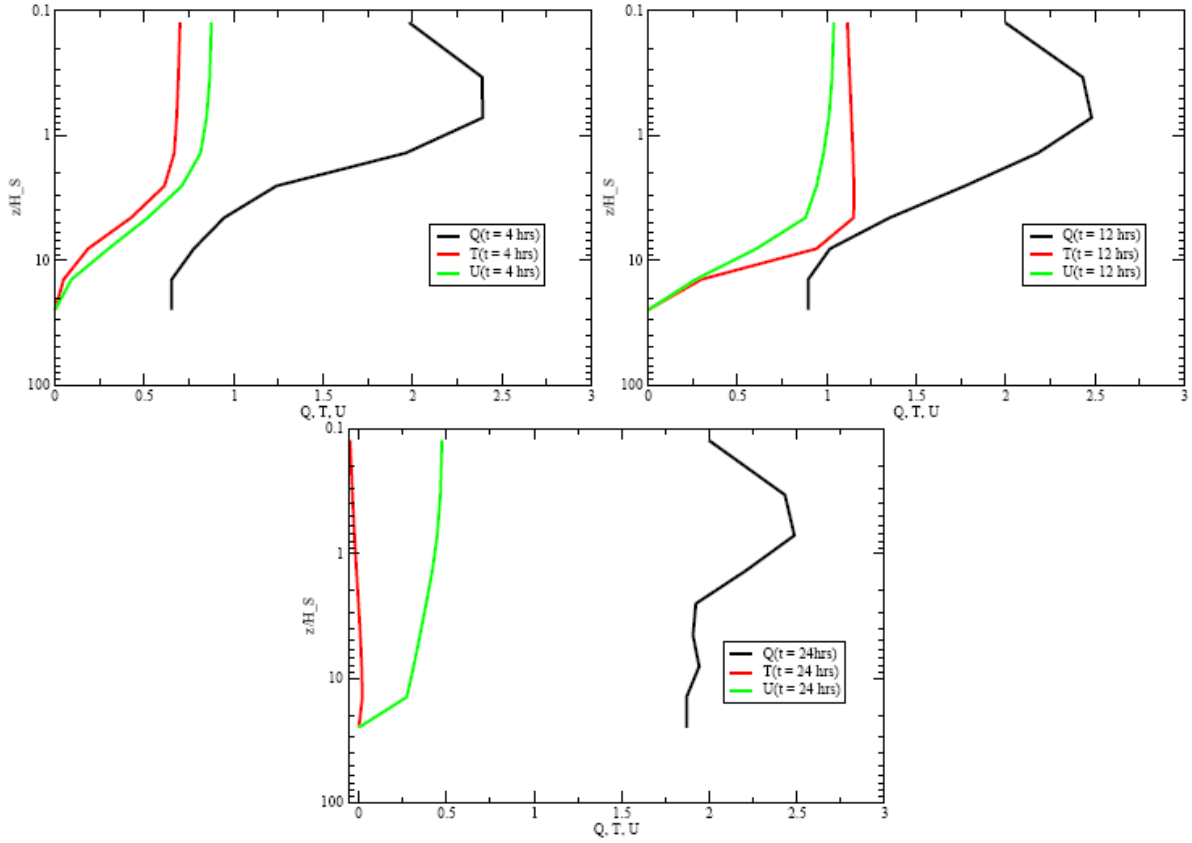 0.1
1
10
100
z/H_S
0 0.5 1 1.5 2 2.5 3
Q, T, U
Q(t = 4 hrs)
T(t = 4 hrs)
U(t = 4 hrs)
0.1
1
10
100
z/H_S
0 0.5 1 1.5 2 2.5 3
Q, T, U
Q(t = 12 hrs)
T(t = 12 hrs)
U(t = 12 hrs)
0.1
1
10
100
z/H_S
0 0.5 1 1.5 2 2.5 3
Q, T, U
Q(t = 24hrs)
T(t = 24 hrs)
U(t = 24 hrs)